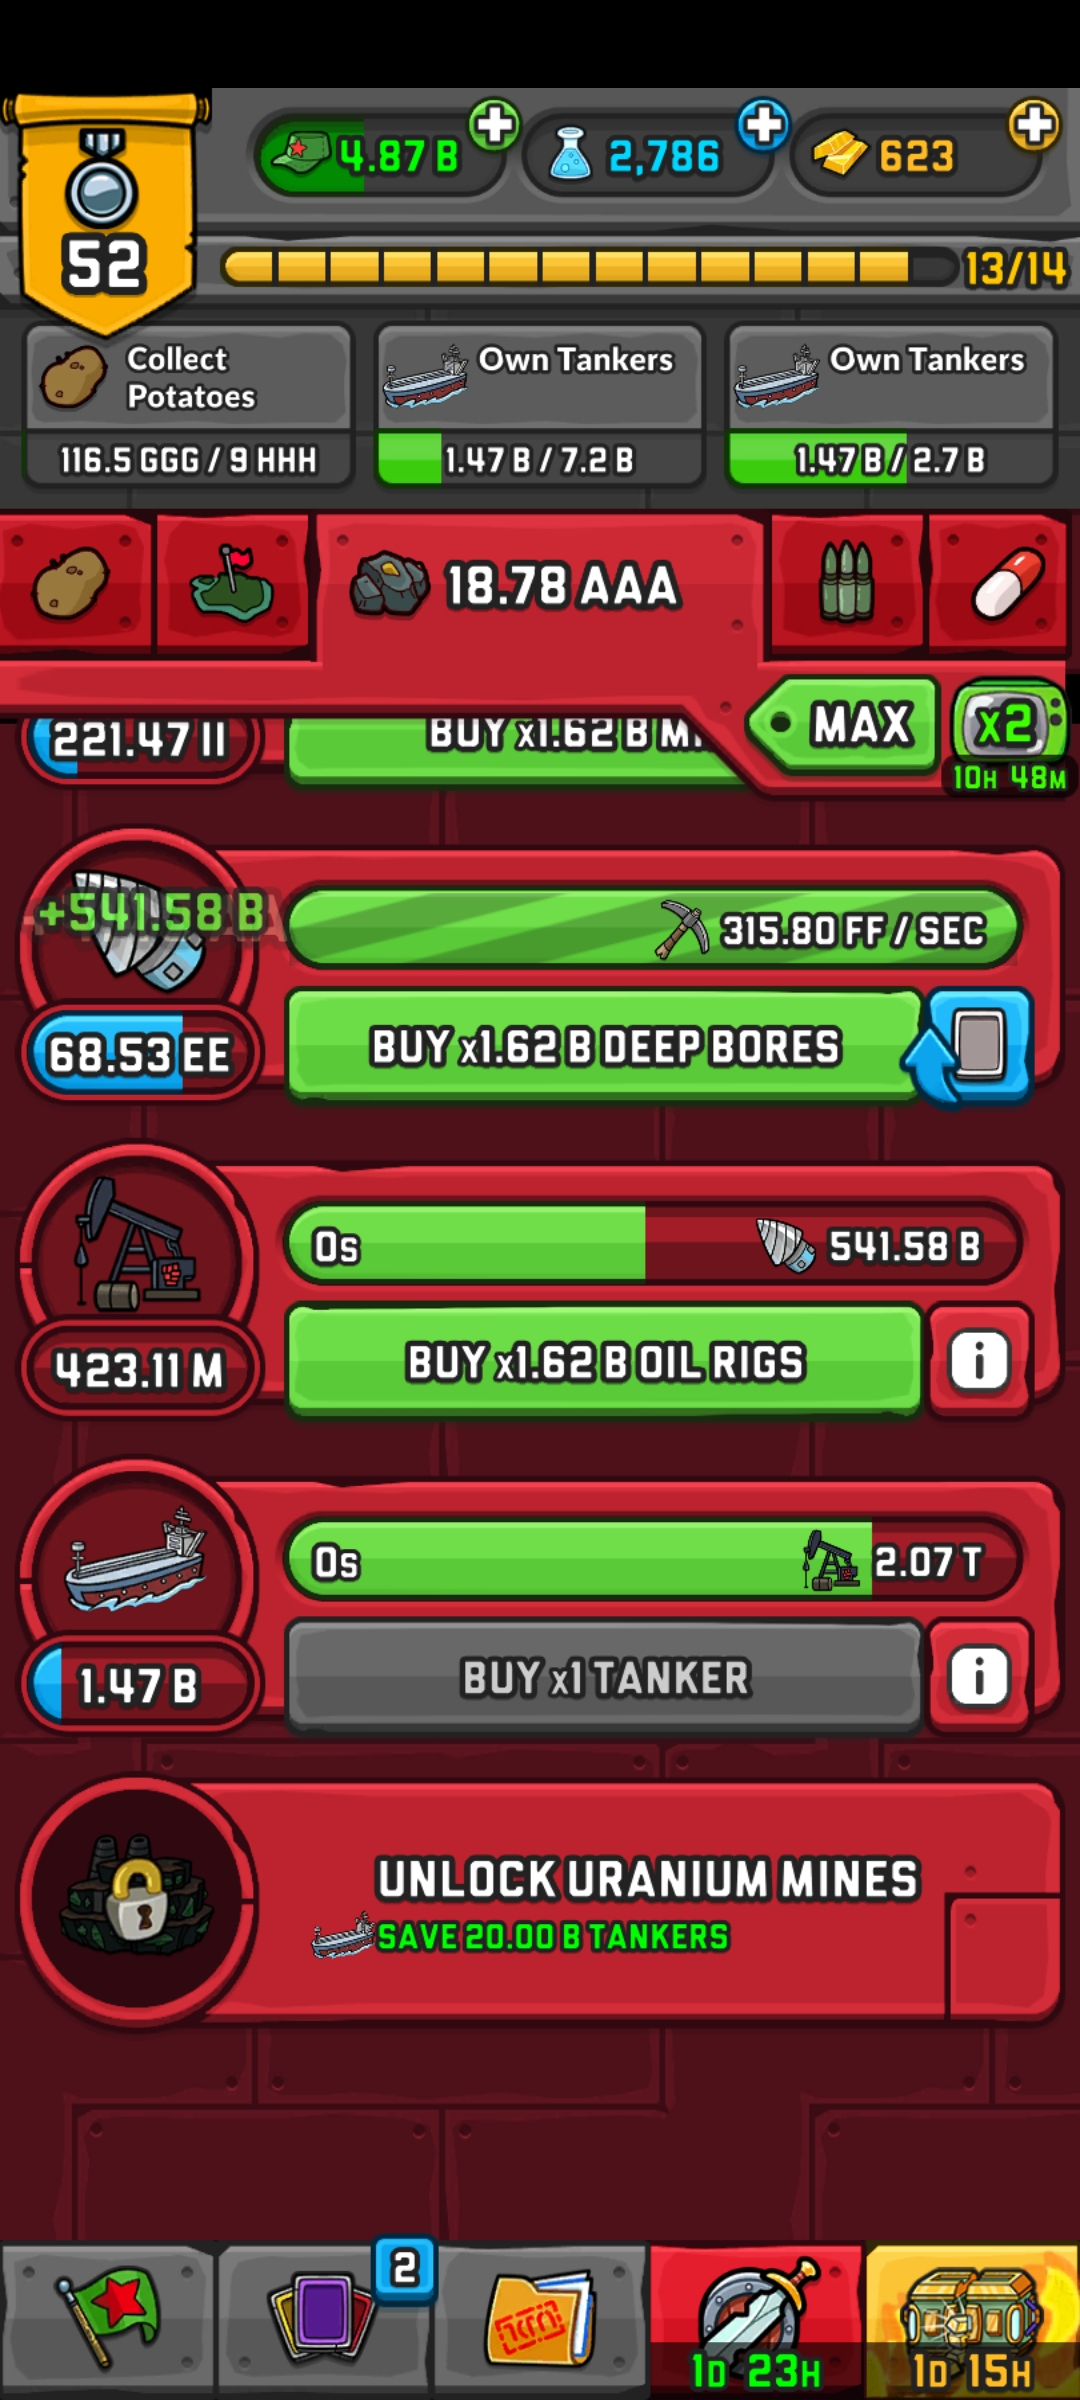 4.87 B
2,786
623
52
13/14
Collect
Potatoes
116.5 GGG / 9 HHH
Own Tankers
1.47 B / 7.2 B
Own Tankers
1.47 B / 2.7 B
18.78 AAA
MAX
x2
10H 48M
221.47 II
BUY x1.62 B
+541.58 B
315.80 FF / SEC
68.53 EE
BUY x1.62 B DEEP BORES
0s
541.58 B
423.11 M
BUY x1.62 B OIL RIGS
i
0s
2.07 T
1.47 B
BUY x1 TANKER
i
UNLOCK URANIUM MINES
SAVE 20.00 B TANKERS
2
1D 23H
1D 15H